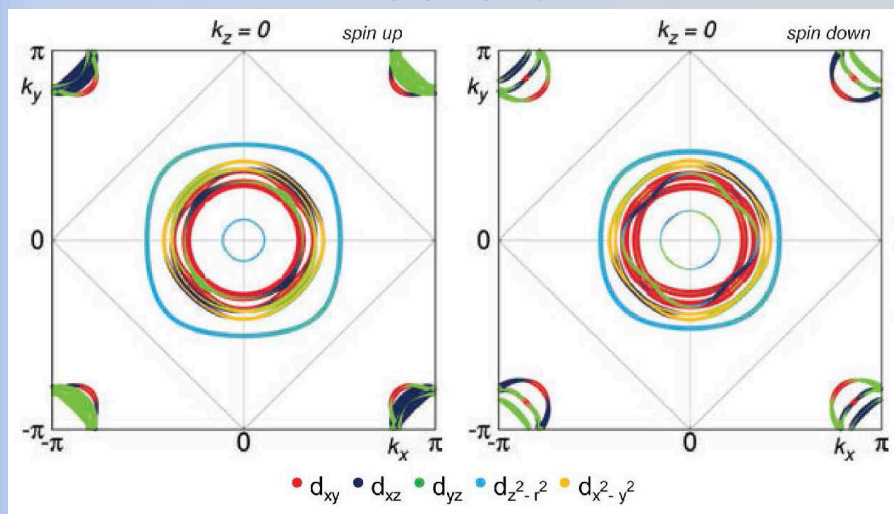 k_z = 0 spin up
k_z = 0 spin down
π
k_y
0
-π
-π 0 k_x π
π
k_y
0
-π
-π 0 k_x π
d_xy d_xz d_yz d_z²-r² d_x²-y²